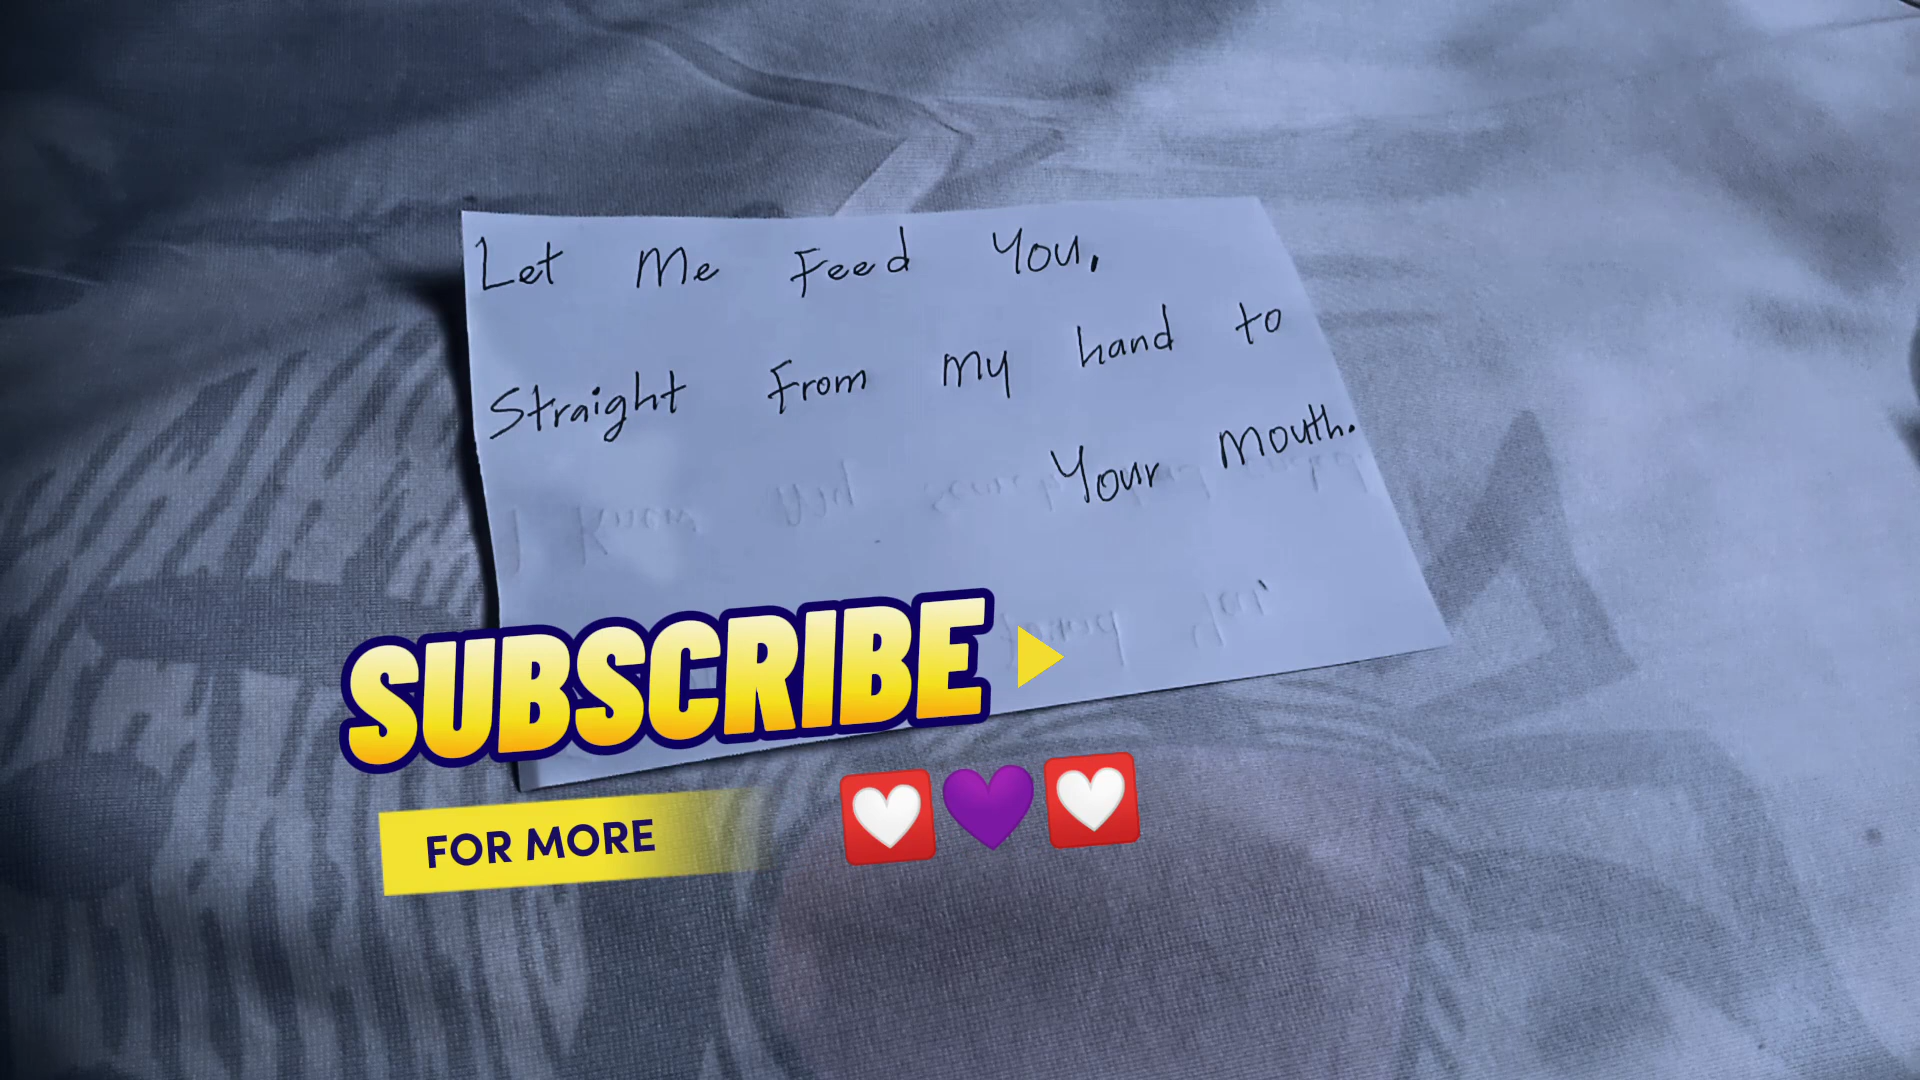 Let Me Feed You,
Straight From My hand to
Your Mouth.
SUBSCRIBE
FOR MORE